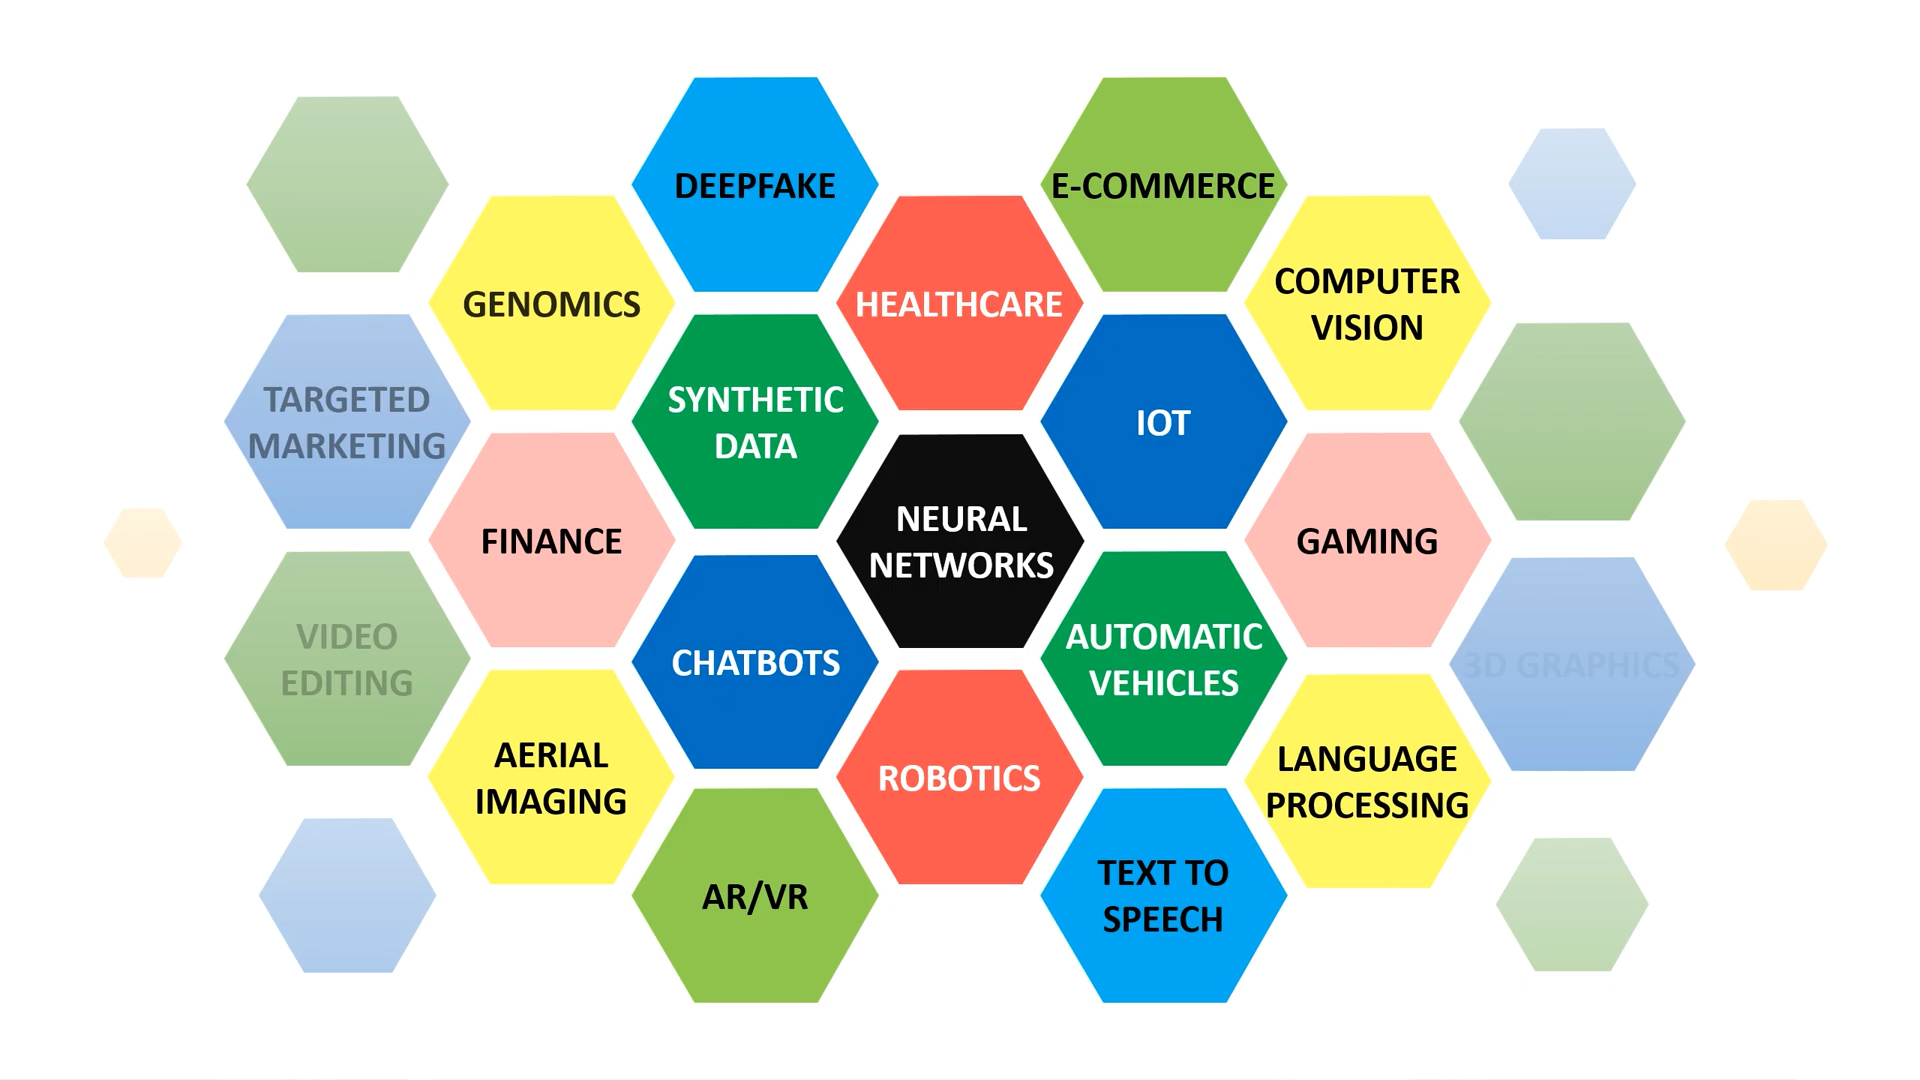 DEEPFAKE
E-COMMERCE
GENOMICS
HEALTHCARE
COMPUTER
VISION
TARGETED
MARKETING
SYNTHETIC
DATA
IOT
FINANCE
NEURAL
NETWORKS
GAMING
VIDEO
EDITING
CHATBOTS
AUTOMATIC
VEHICLES
3D GRAPHICS
AERIAL
IMAGING
ROBOTICS
LANGUAGE
PROCESSING
AR/VR
TEXT TO
SPEECH